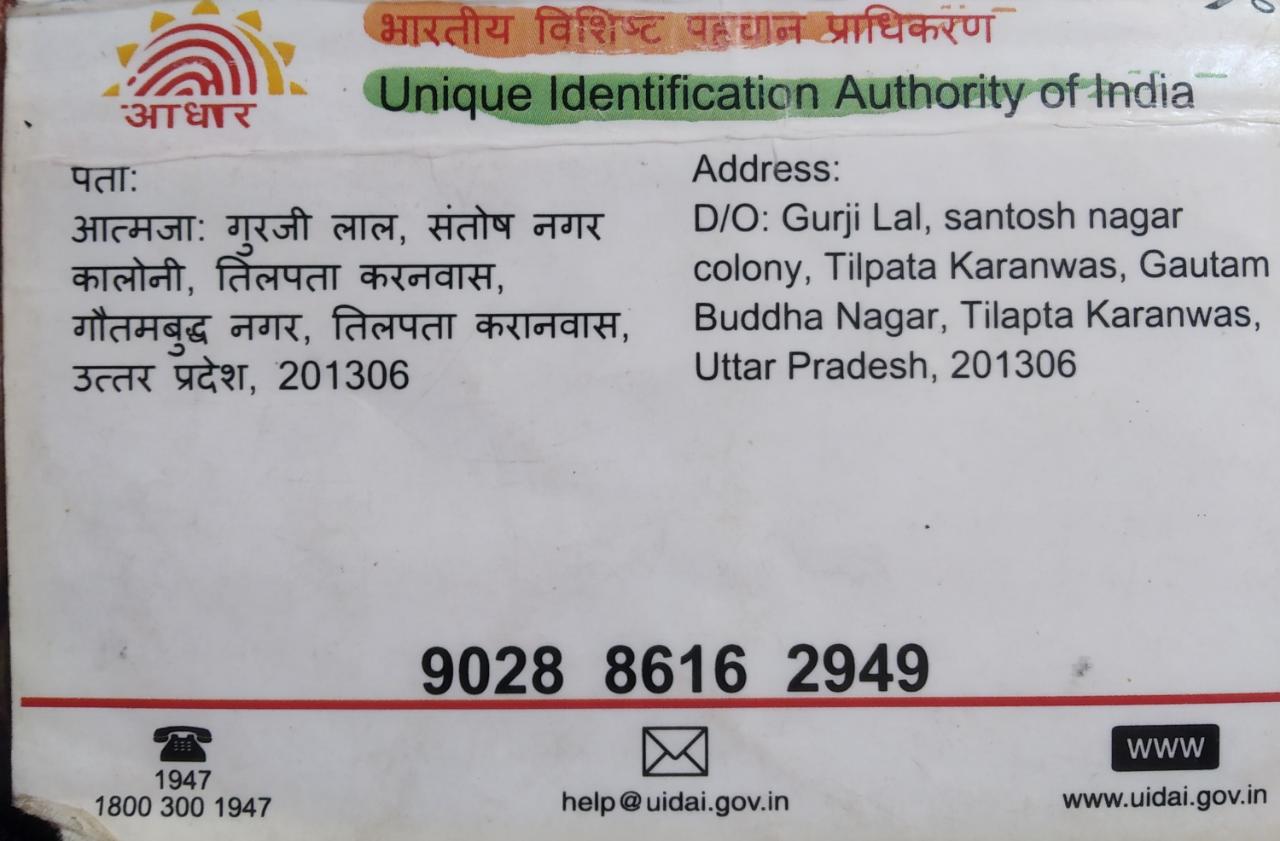 आधार
भारतीय विशिष्ट पहचान प्राधिकरण
Unique Identification Authority of India
पता:
आत्मजा: गुरजी लाल, संतोष नगर
कालोनी, तिलपता करनवास,
गौतमबुद्ध नगर, तिलपता करानवास,
उत्तर प्रदेश, 201306
Address:
D/O: Gurji Lal, santosh nagar
colony, Tilpata Karanwas, Gautam
Buddha Nagar, Tilapta Karanwas,
Uttar Pradesh, 201306
9028 8616 2949
1947
1800 300 1947
help@uidai.gov.in
www
www.uidai.gov.in